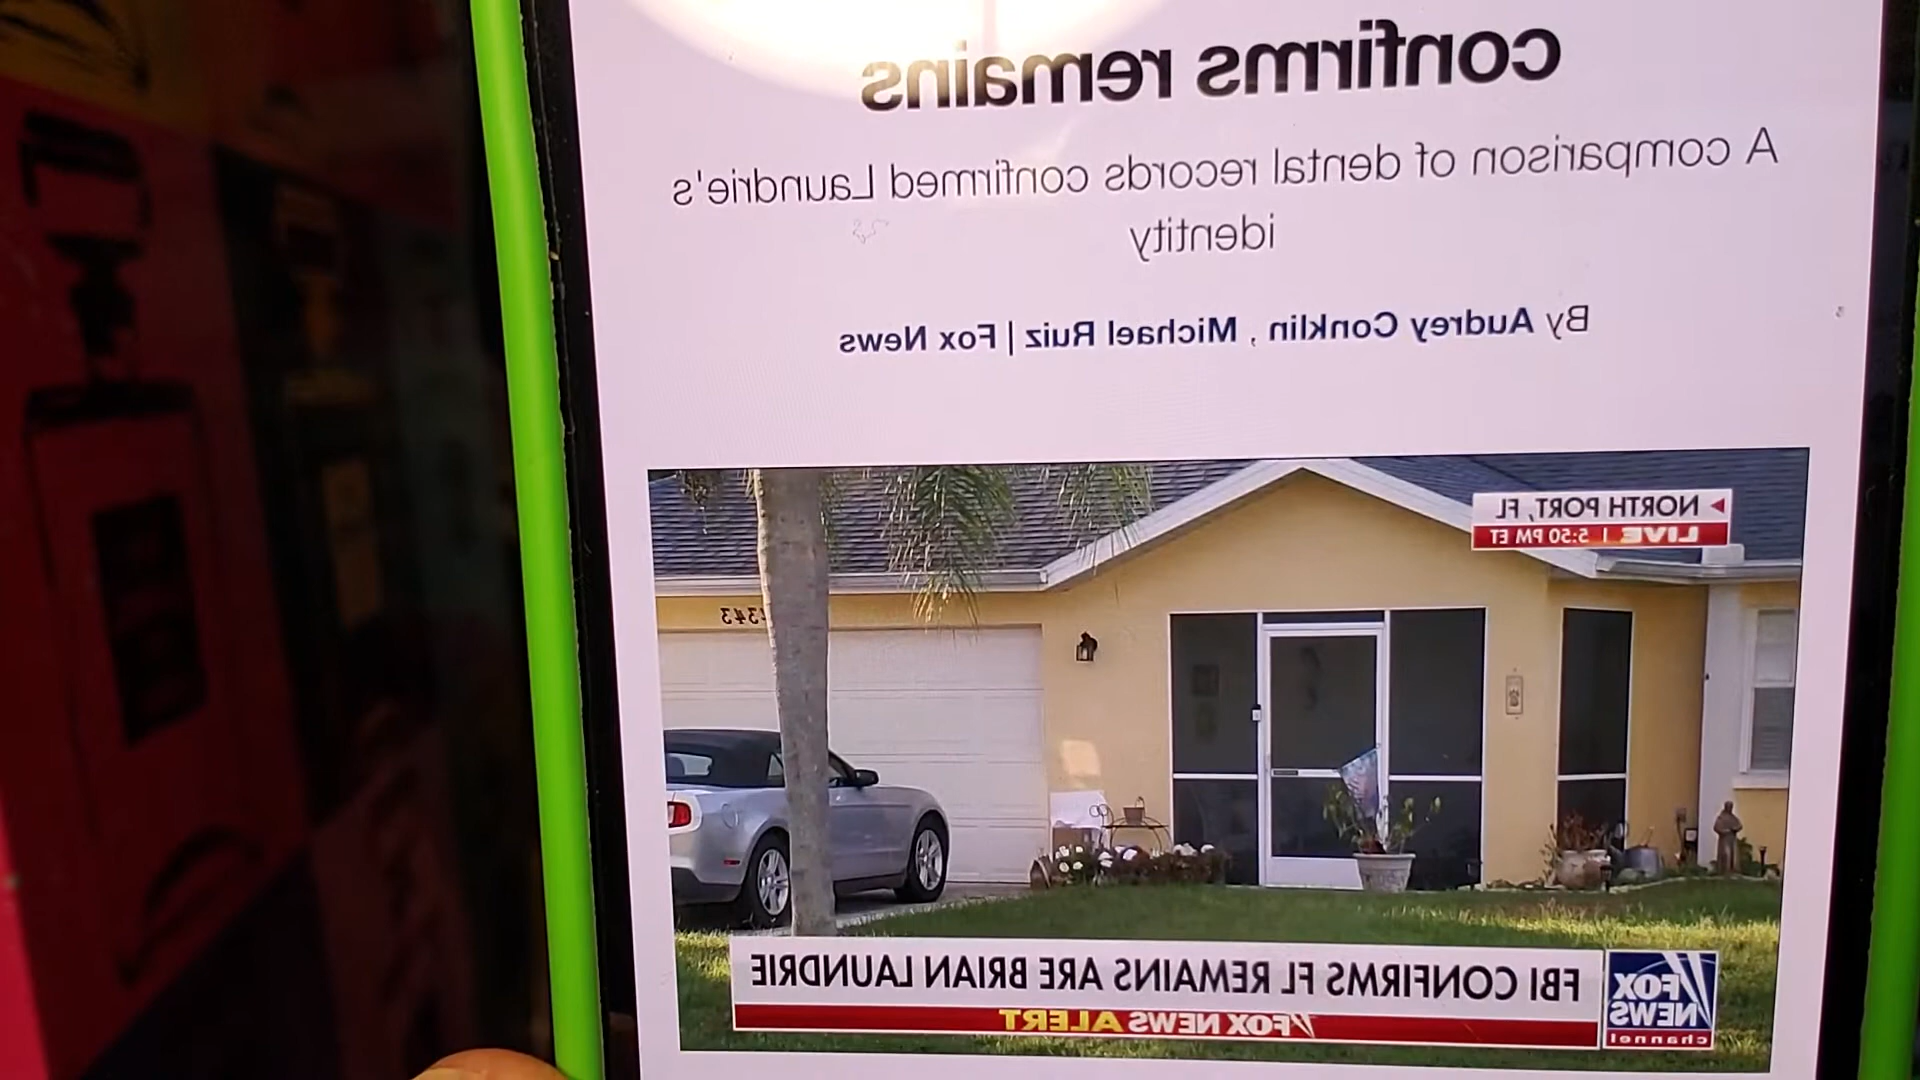 confirms remains
A comparison of dental records confirmed Laundrie's
identity
By Audrey Conklin , Michael Ruiz | Fox News
NORTH PORT, FL
LIVE | 5:50 PM ET
343
FBI CONFIRMS FL REMAINS ARE BRIAN LAUNDRIE
FOX NEWS ALERT
FOX
NEWS
channel